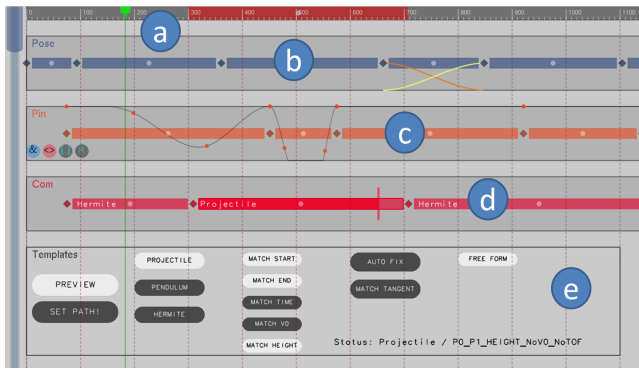 0 100 200 300 400 500 600 700 800 900 1000 1100
a
Pose
b
Pin
c
& <>
Com
Hermite Projectile Hermite
d
Templates
PREVIEW
SET PATH!
PROJECTILE
PENDULUM
HERMITE
MATCH START
MATCH END
MATCH TIME
MATCH V0
MATCH HEIGHT
AUTO FIX
MATCH TANGENT
FREE FORM
e
Status: Projectile / P0_P1_HEIGHT_NoV0_NoTOF